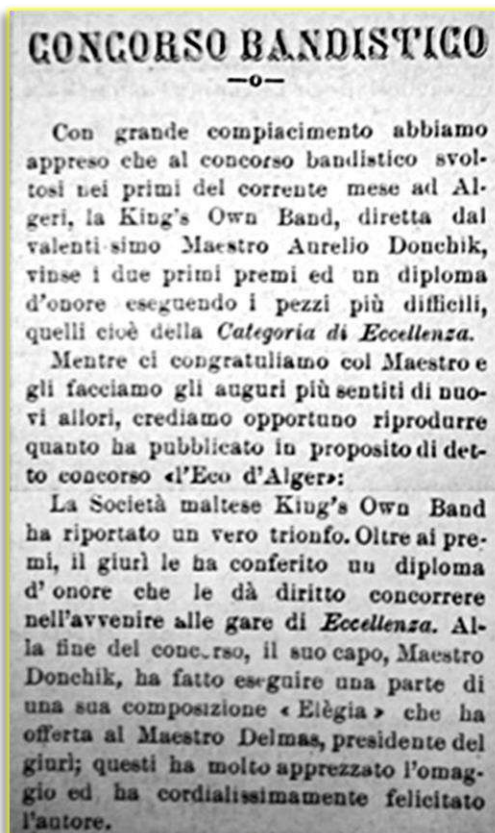 CONCORSO BANDISTICO
—o—
Con grande compiacimento abbiamo
appreso che al concorso bandistico svol-
tosi nei primi del corrente mese ad Al-
geri, la King's Own Band, diretta dal
valenti simo Maestro Aurelio Donchik,
vinse i due primi premi ed un diploma
d'onore eseguendo i pezzi più difficili,
quelli cioè della Categoria di Eccellenza.
Mentre ci congratuliamo col Maestro e
gli facciamo gli auguri più sentiti di nuo-
vi allori, crediamo opportuno riprodurre
quanto ha pubblicato in proposito di det-
to concorso «l'Eco d'Alger»:
La Società maltese King's Own Band
ha riportato un vero trionfo. Oltre ai pre-
mi, il giurì le ha conferito un diploma
d' onore che le dà diritto concorrere
nell'avvenire alle gare di Eccellenza. Al-
la fine del conc.rso, il suo capo, Maestro
Donchik, ha fatto eseguire una parte di
una sua composizione « Elègia » che ha
offerta al Maestro Delmas, presidente del
giurì; questi ha molto apprezzato l'omag-
gio ed ha cordialissimamente felicitato
l'autore.